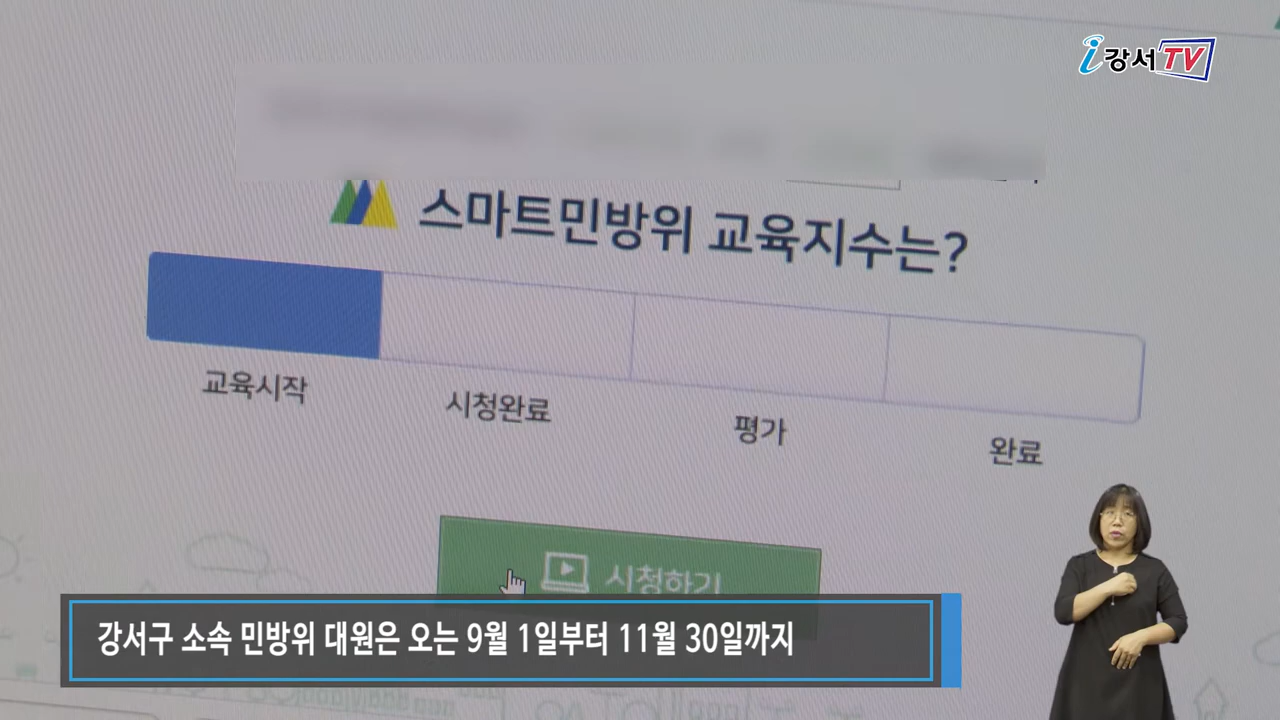 i강서TV
스마트민방위 교육지수는?
교육시작
시청완료
평가
완료
시청하기
강서구 소속 민방위 대원은 오는 9월 1일부터 11월 30일까지